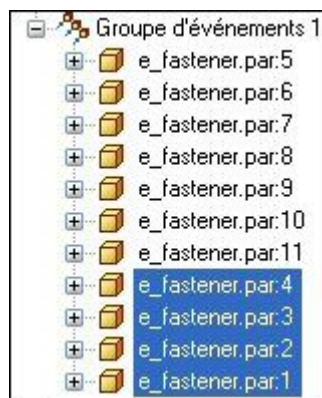 Groupe d'événements 1
e_fastener.par:5
e_fastener.par:6
e_fastener.par:7
e_fastener.par:8
e_fastener.par:9
e_fastener.par:10
e_fastener.par:11
e_fastener.par:4
e_fastener.par:3
e_fastener.par:2
e_fastener.par:1